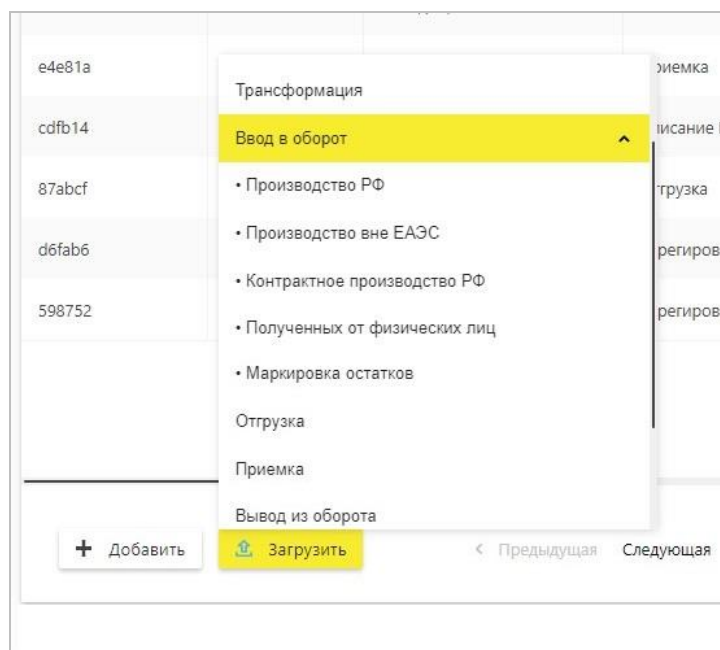 e4e81a
cdfb14
87abcf
d6fab6
598752
Трансформация
Ввод в оборот
• Производство РФ
• Производство вне ЕАЭС
• Контрактное производство РФ
• Полученных от физических лиц
• Маркировка остатков
Отгрузка
Приемка
Вывод из оборота
+ Добавить
Загрузить
< Предыдущая
Следующая